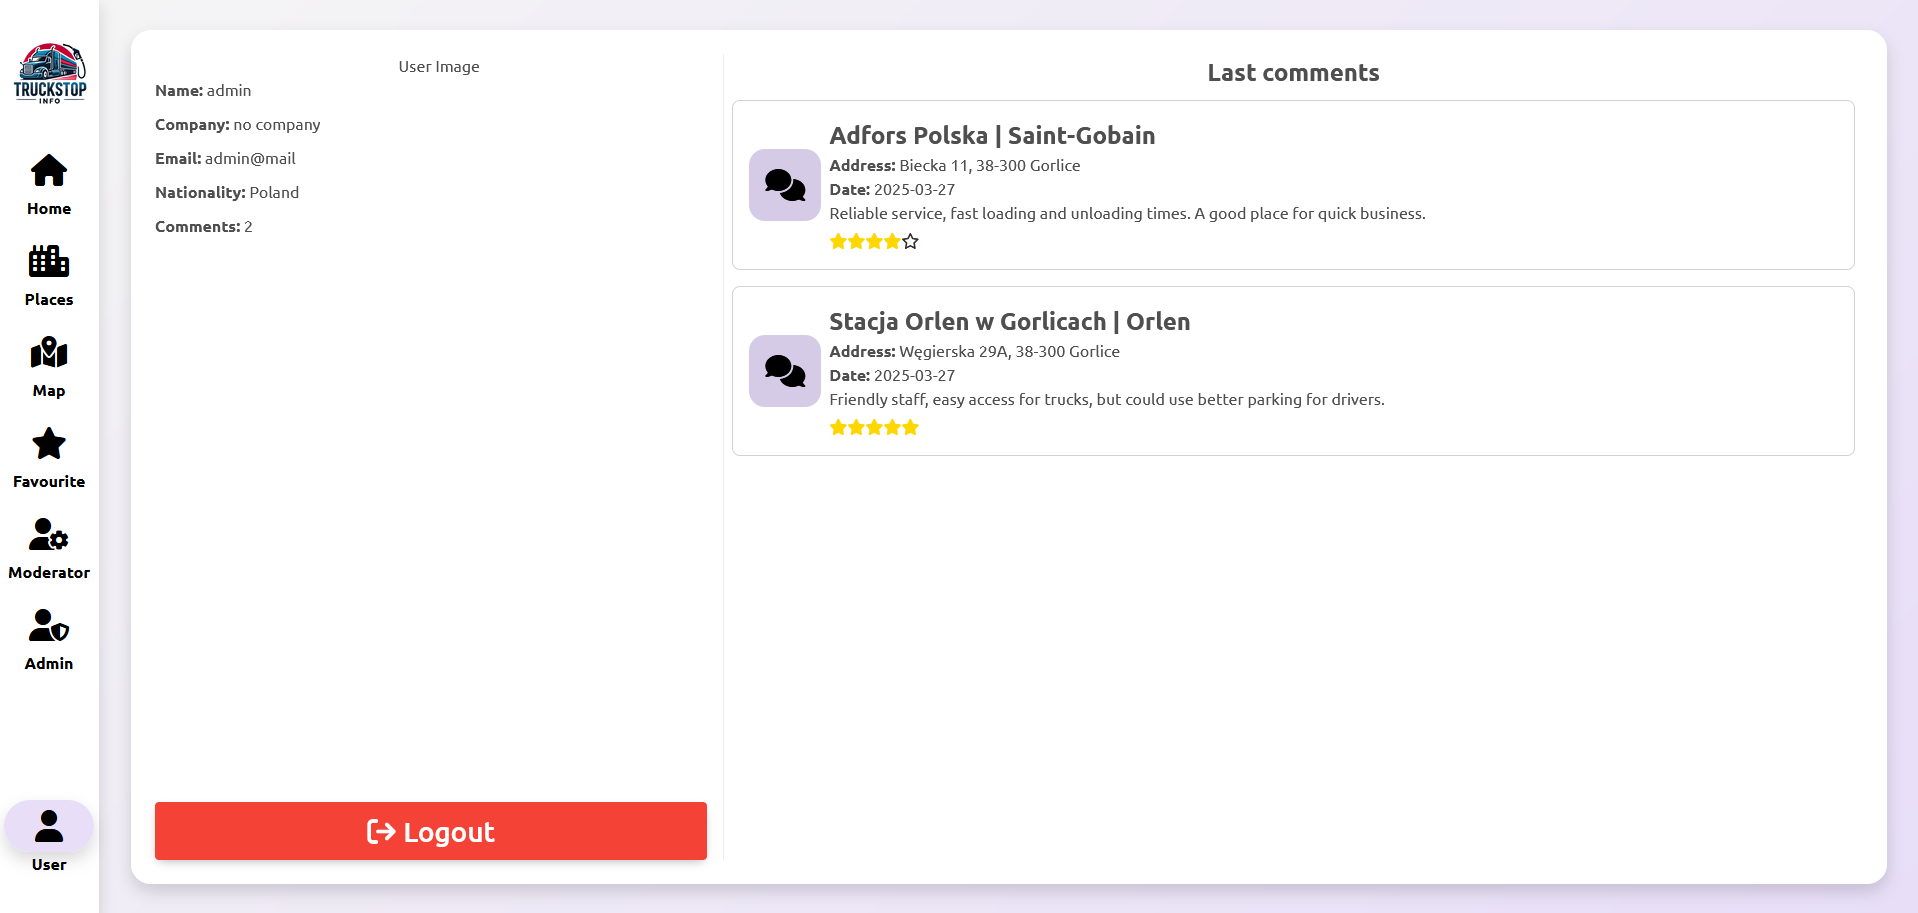 TRUCKSTOP
INFO
Home
Places
Map
Favourite
Moderator
Admin
User
User Image
Name: admin
Company: no company
Email: admin@mail
Nationality: Poland
Comments: 2
Logout
Last comments
Adfors Polska | Saint-Gobain
Address: Biecka 11, 38-300 Gorlice
Date: 2025-03-27
Reliable service, fast loading and unloading times. A good place for quick business.
Stacja Orlen w Gorlicach | Orlen
Address: Węgierska 29A, 38-300 Gorlice
Date: 2025-03-27
Friendly staff, easy access for trucks, but could use better parking for drivers.